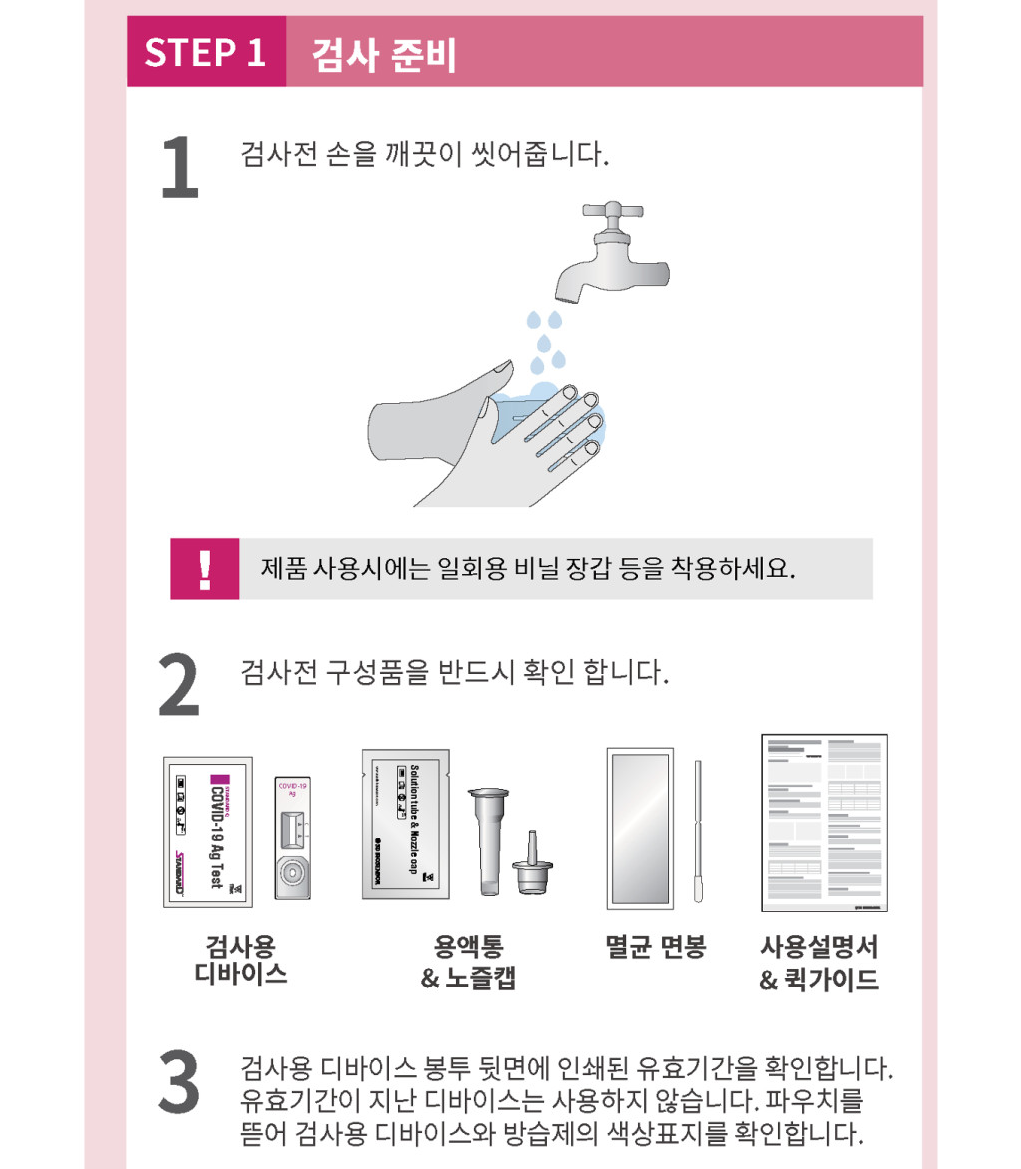 STEP 1 검사 준비
1 검사전 손을 깨끗이 씻어줍니다.
! 제품 사용시에는 일회용 비닐 장갑 등을 착용하세요.
2 검사전 구성품을 반드시 확인 합니다.
STANDARD Q
COVID-19 Ag Test
STANDARD
COVID-19
Ag
C
T
Solution tube & Nozzle cap
SD BIOSENSOR
검사용
디바이스
용액통
& 노즐캡
멸균 면봉
사용설명서
& 퀵가이드
3 검사용 디바이스 봉투 뒷면에 인쇄된 유효기간을 확인합니다.
유효기간이 지난 디바이스는 사용하지 않습니다. 파우치를
뜯어 검사용 디바이스와 방습제의 색상표지를 확인합니다.